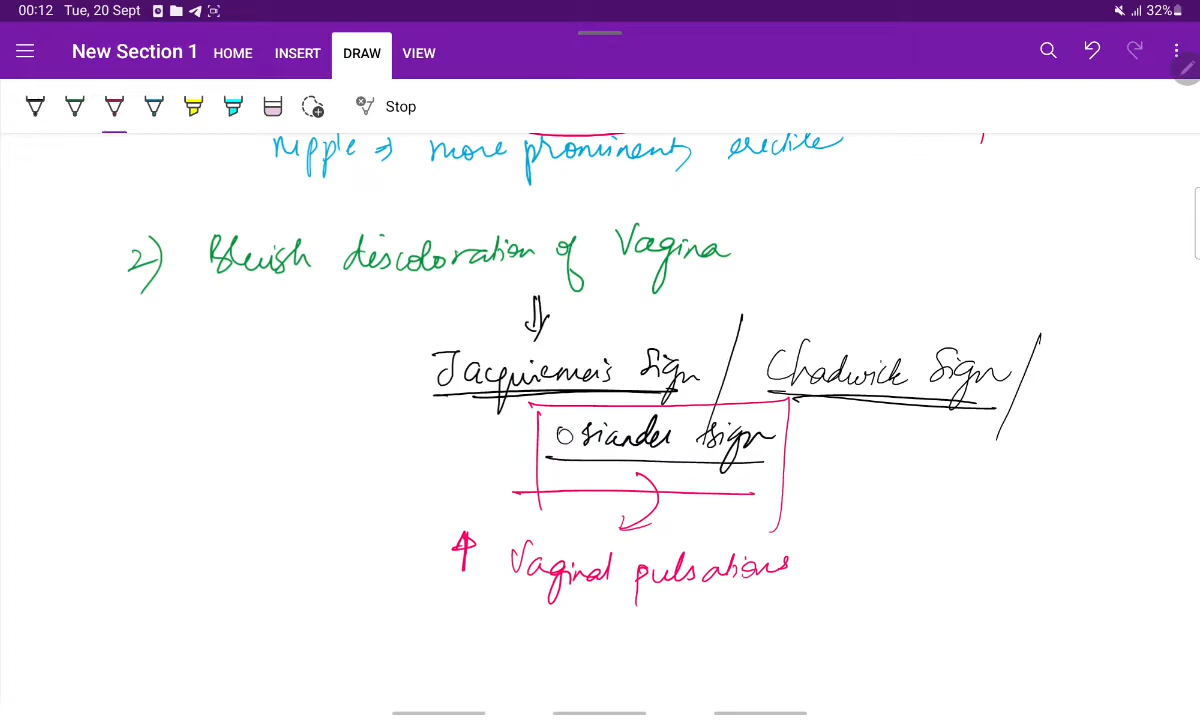 00:12 Tue, 20 Sept 32%
New Section 1 HOME INSERT DRAW VIEW
Stop
nipple ⇒ more prominent, erectile
2) Bluish discoloration of Vagina
⇓
Jacquiemer's Sign / Chadwick Sign /
Osiander sign
↑ Vaginal pulsations